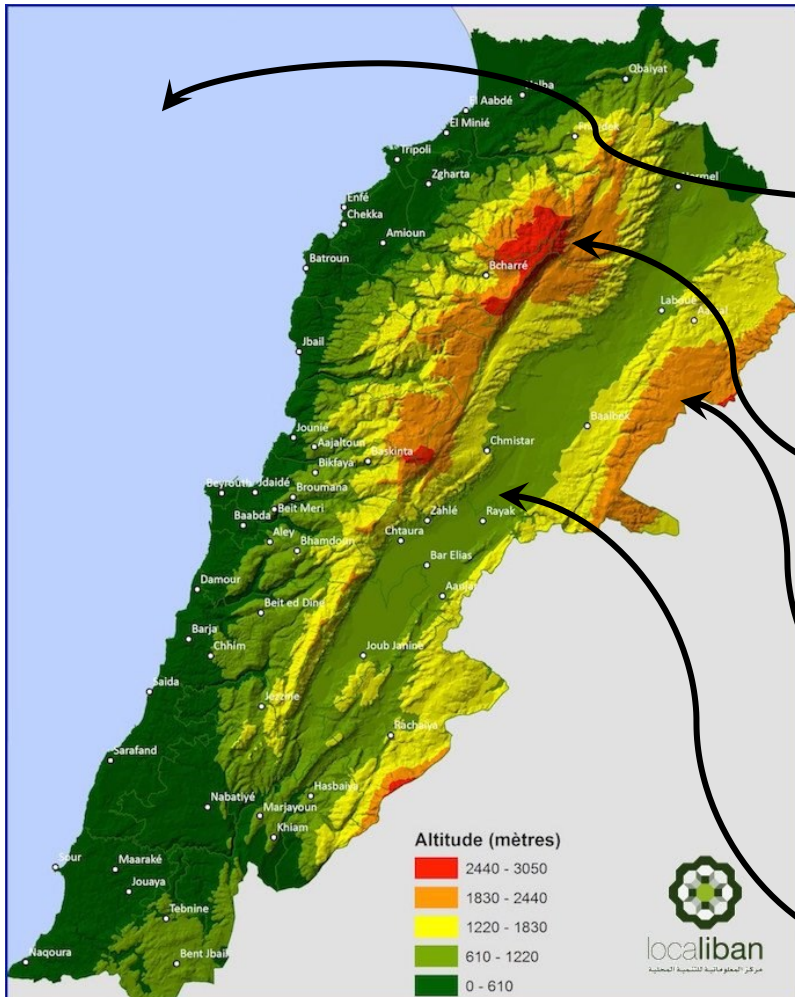 Qbaiyat
Halba
El Aabdé
El Minié
Tripoli
Zgharta
Hermel
Enfé
Chekka
Amioun
Batroun
Bcharré
Laboué
Jbail
Baalbek
Jounié
Aajaltoun
Chmistar
Baskinta
Bikfaya
Beyrouth
Jdaidé
Broumana
Beit Meri
Baabda
Zahlé
Rayak
Aley
Bhamdoun
Chtaura
Bar Elias
Damour
Beit ed Dine
Barja
Chhim
Joub Janine
Saida
Jezzine
Rachaiya
Sarafand
Hasbaiya
Nabatiyé
Marjayoun
Khiam
Sour
Maaraké
Jouaya
Tebnine
Naqoura
Bent Jbail
Altitude (mètres)
2440 - 3050
1830 - 2440
1220 - 1830
610 - 1220
0 - 610
localiban
مركز المعلوماتية للتنمية المحلية